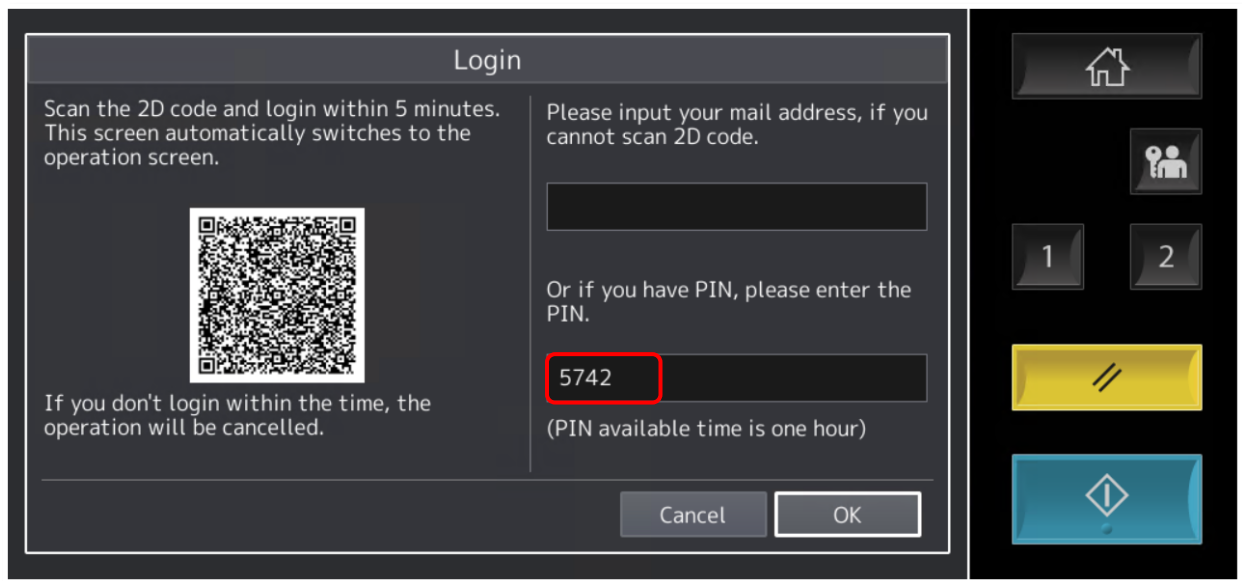 Login
Scan the 2D code and login within 5 minutes.
This screen automatically switches to the
operation screen.
If you don't login within the time, the
operation will be cancelled.
Please input your mail address, if you
cannot scan 2D code.
Or if you have PIN, please enter the
PIN.
5742
(PIN available time is one hour)
Cancel
OK
1
2